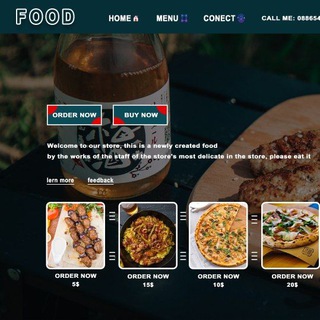 FOOD
HOME MENU CONECT CALL ME: 088654
ORDER NOW BUY NOW
Welcome to our store, this is a newly created food
by the works of the staff of the store's most delicate in the store, please eat it
lern more feedback
ORDER NOW ORDER NOW ORDER NOW ORDER NOW
5$ 15$ 10$ 20$